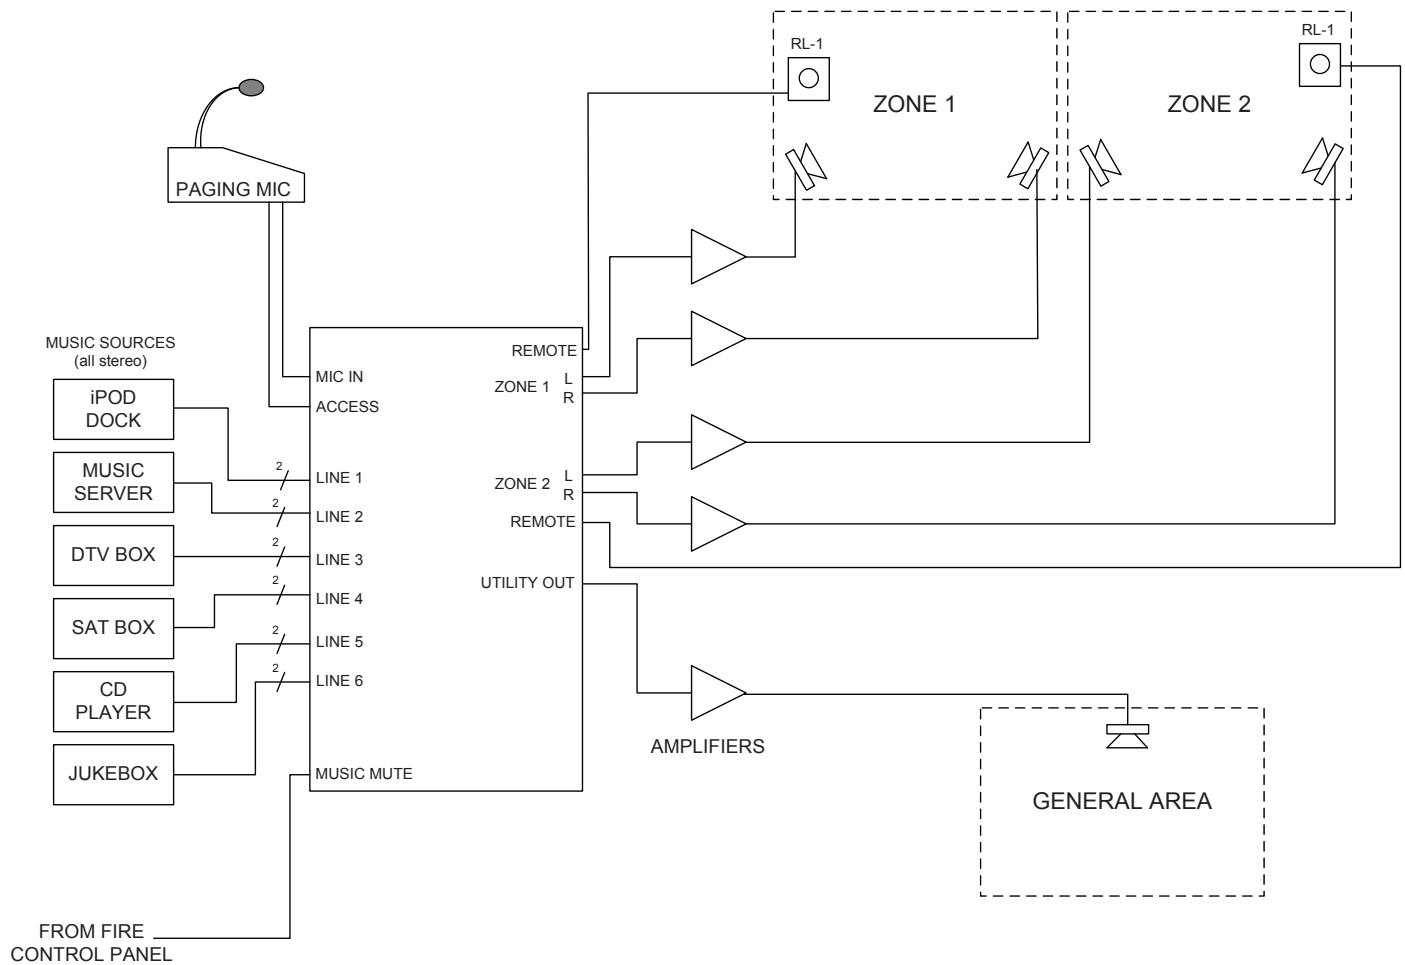 RL-1
RL-1
ZONE 1
ZONE 2
PAGING MIC
MUSIC SOURCES
(all stereo)
iPOD
DOCK
MUSIC
SERVER
DTV BOX
SAT BOX
CD
PLAYER
JUKEBOX
2
2
2
2
2
2
MIC IN
ACCESS
LINE 1
LINE 2
LINE 3
LINE 4
LINE 5
LINE 6
MUSIC MUTE
REMOTE
ZONE 1
L
R
ZONE 2
L
R
REMOTE
UTILITY OUT
AMPLIFIERS
GENERAL AREA
FROM FIRE
CONTROL PANEL